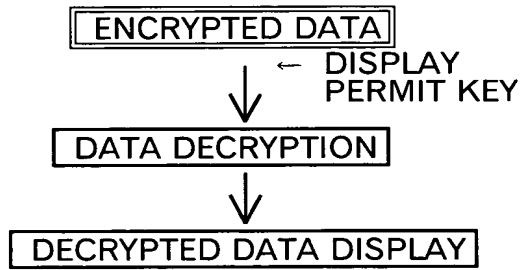 ENCRYPTED DATA
← DISPLAY
PERMIT KEY
DATA DECRYPTION
DECRYPTED DATA DISPLAY